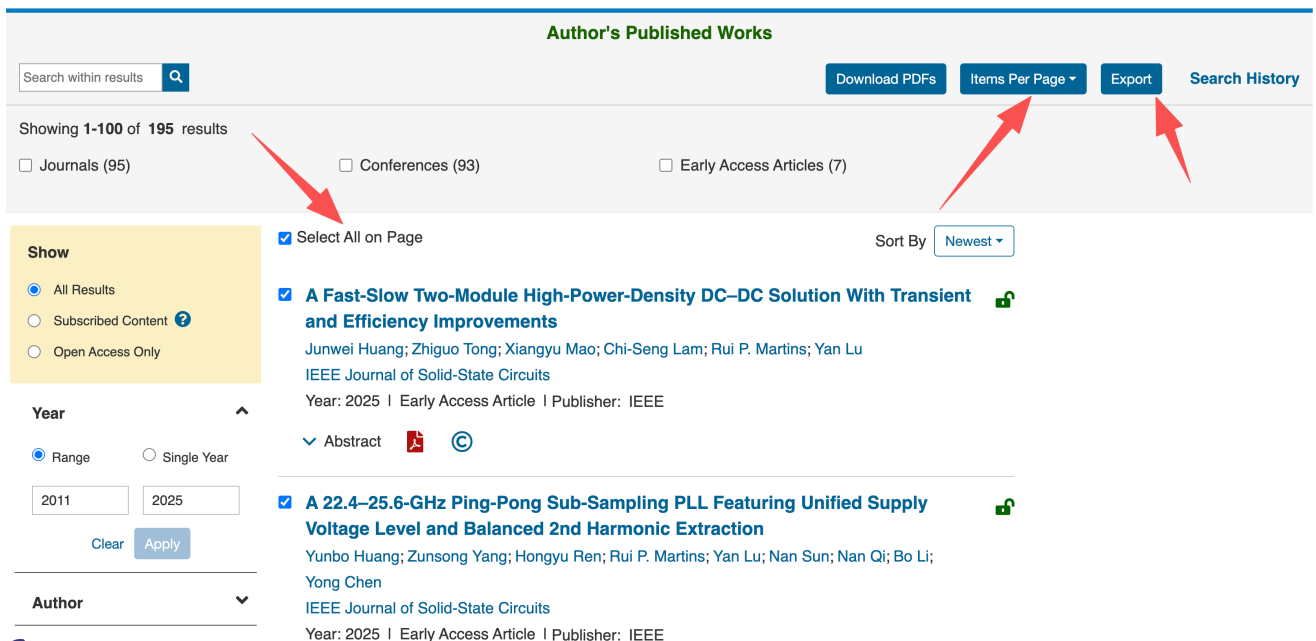 Author's Published Works
Search within results
Download PDFs
Items Per Page
Export
Search History
Showing 1-100 of 195 results
Journals (95)
Conferences (93)
Early Access Articles (7)
Show
All Results
Subscribed Content ?
Open Access Only
Year
Range
Single Year
2011
2025
Clear
Apply
Author
Select All on Page
Sort By
Newest
A Fast-Slow Two-Module High-Power-Density DC–DC Solution With Transient
and Efficiency Improvements
Junwei Huang; Zhiguo Tong; Xiangyu Mao; Chi-Seng Lam; Rui P. Martins; Yan Lu
IEEE Journal of Solid-State Circuits
Year: 2025 | Early Access Article | Publisher: IEEE
Abstract
©
A 22.4–25.6-GHz Ping-Pong Sub-Sampling PLL Featuring Unified Supply
Voltage Level and Balanced 2nd Harmonic Extraction
Yunbo Huang; Zunsong Yang; Hongyu Ren; Rui P. Martins; Yan Lu; Nan Sun; Nan Qi; Bo Li;
Yong Chen
IEEE Journal of Solid-State Circuits
Year: 2025 | Early Access Article | Publisher: IEEE